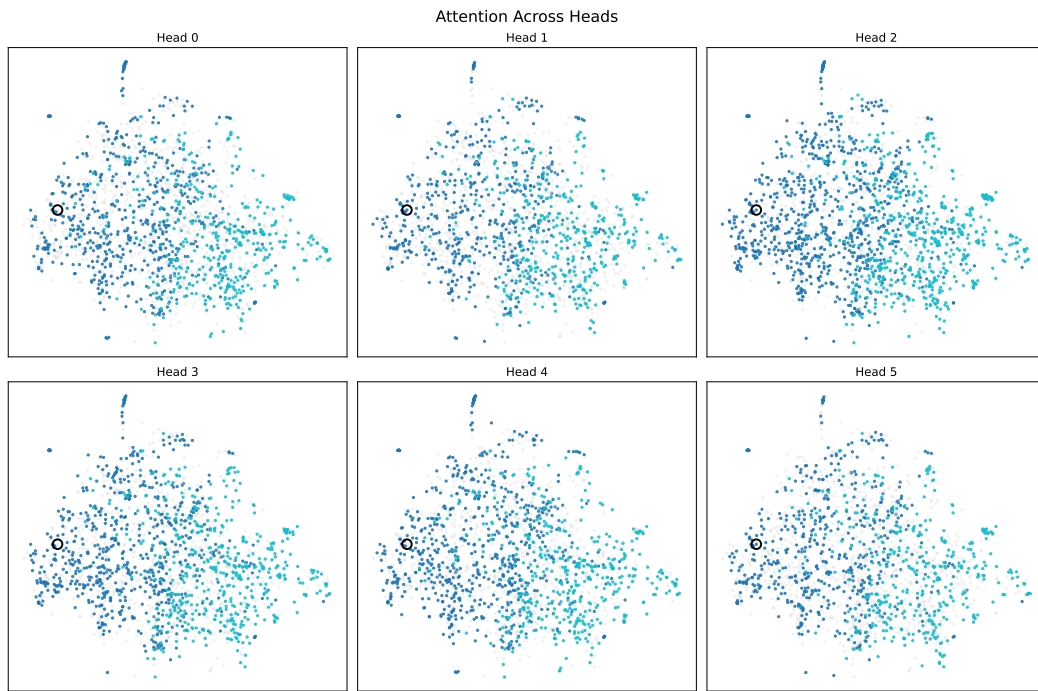 Attention Across Heads
Head 0
Head 1
Head 2
Head 3
Head 4
Head 5